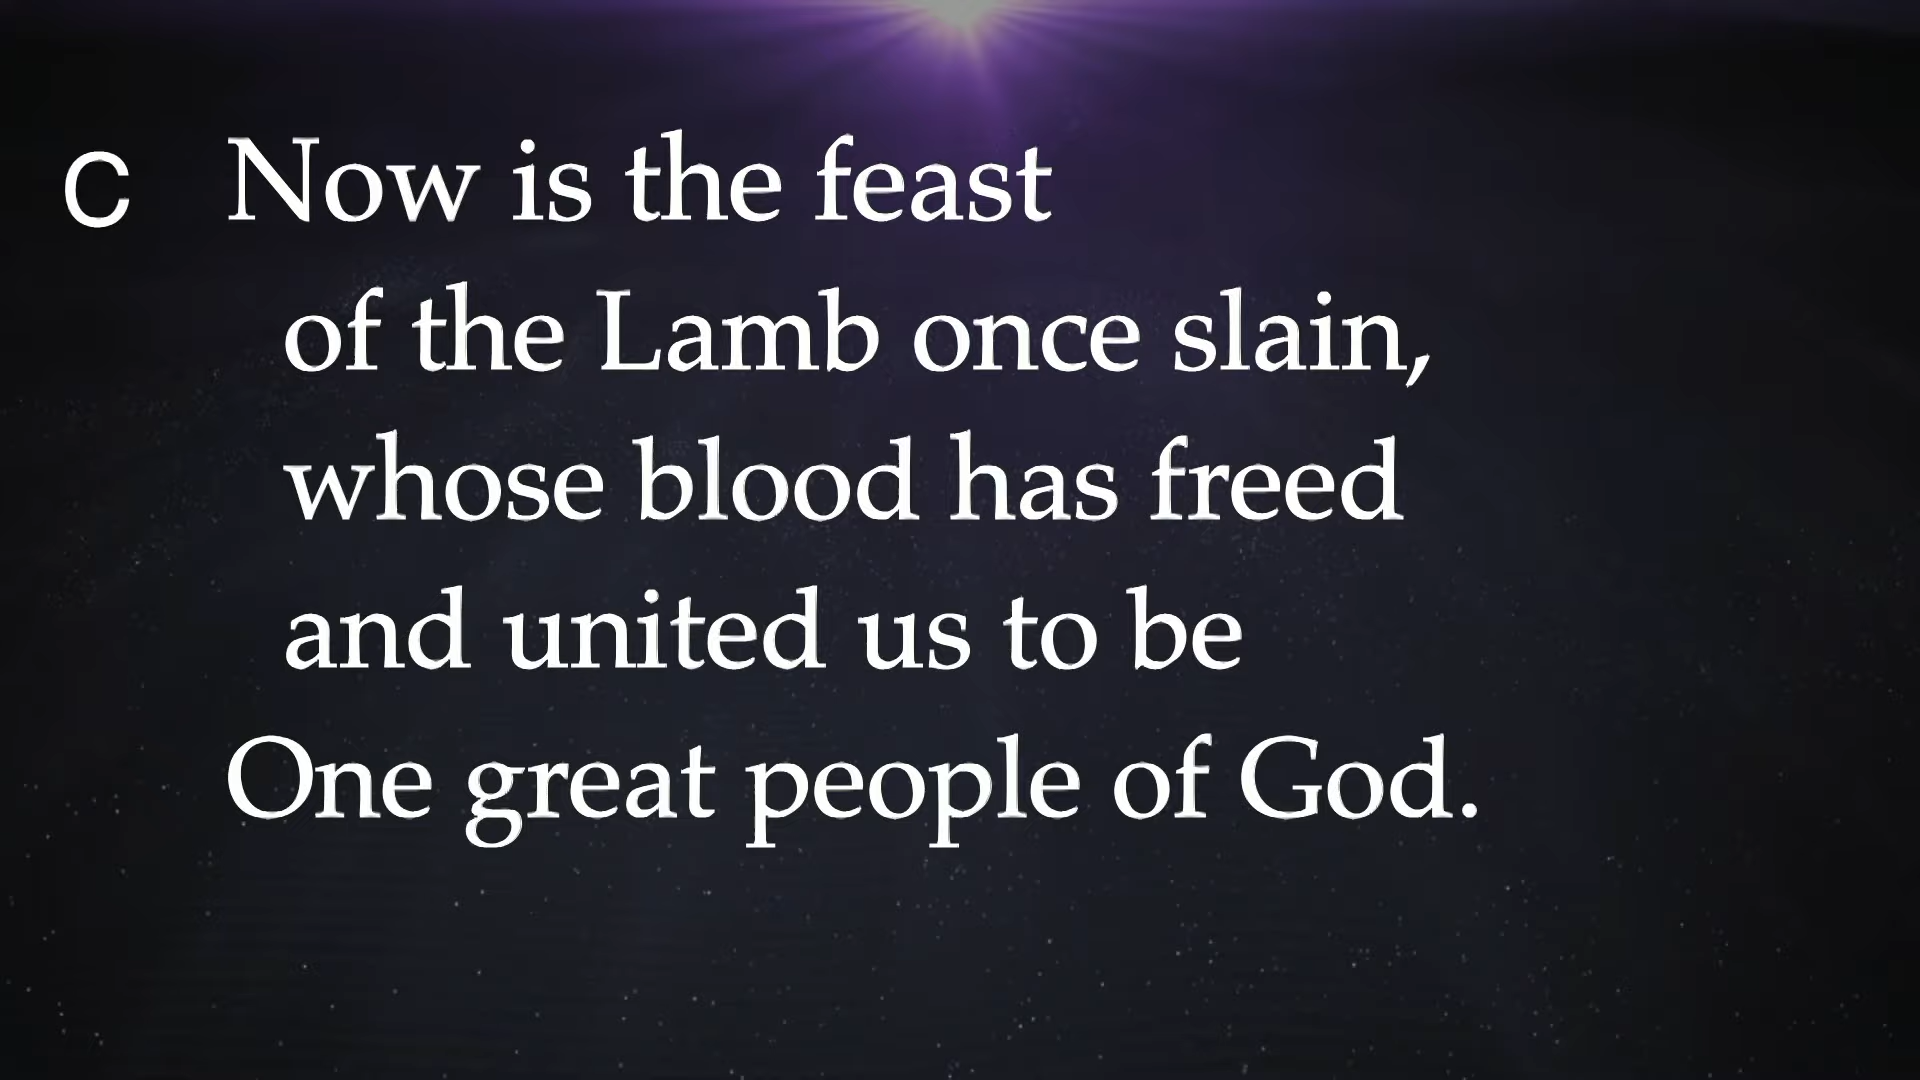 C Now is the feast
of the Lamb once slain,
whose blood has freed
and united us to be
One great people of God.